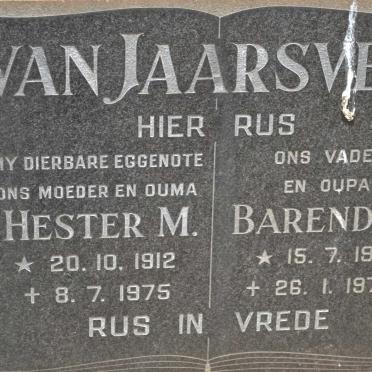 VAN JAARSVE
HIER RUS
MY DIERBARE EGGENOTE
ONS MOEDER EN OUMA
HESTER M.
★ 20. 10. 1912
+ 8. 7. 1975
ONS VADE
EN OUPA
BAREND
★ 15. 7. 19
+ 26. 1. 197
RUS IN VREDE